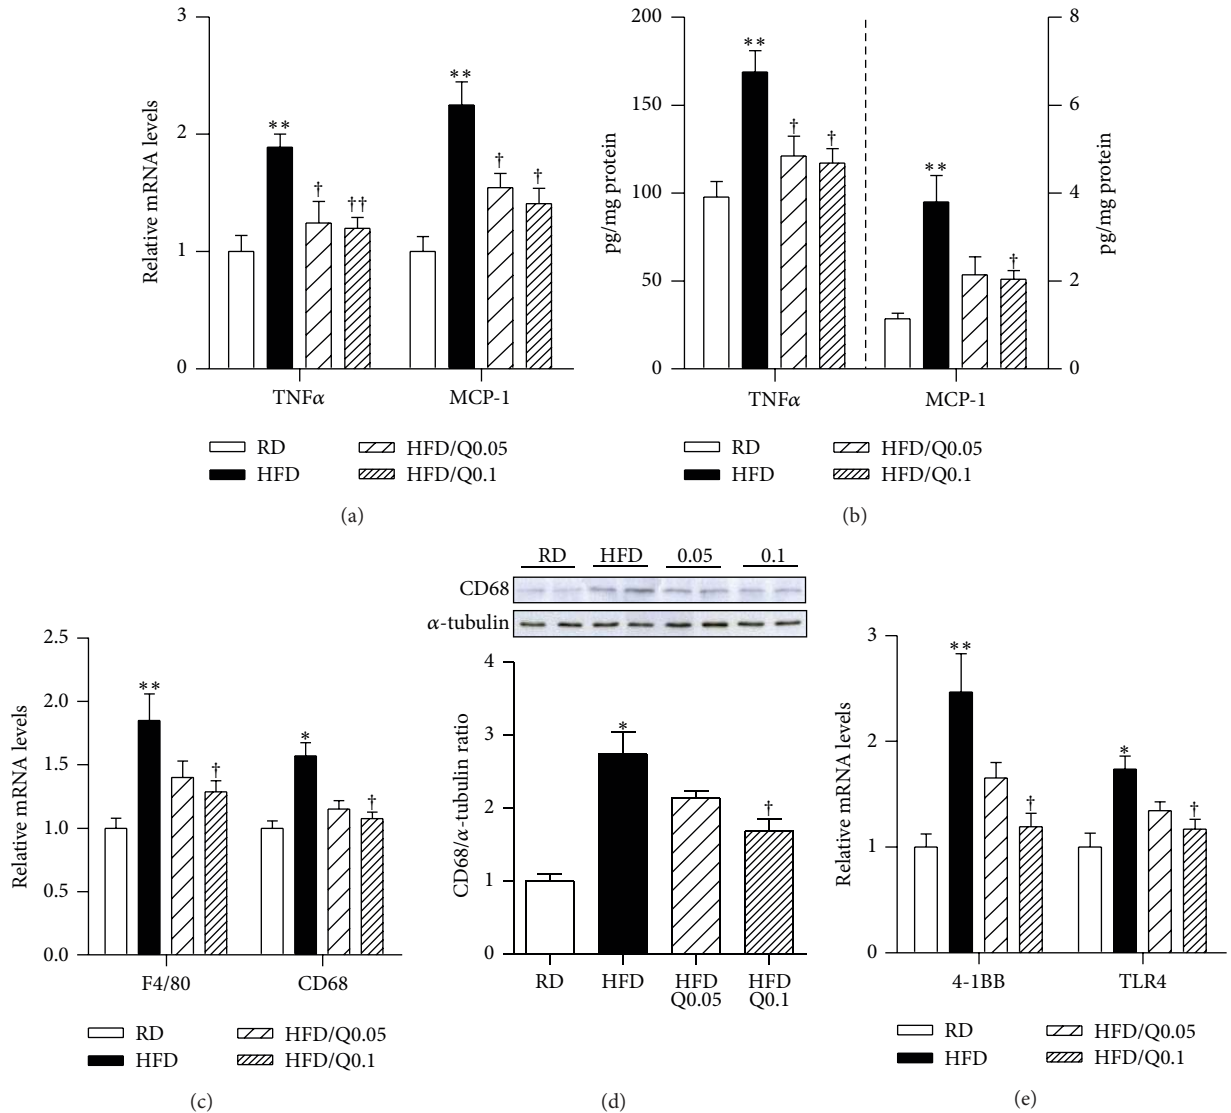 3
2
1
0
Relative mRNA levels
**
†
††
**
†
†
TNFα MCP-1
RD HFD/Q0.05
HFD HFD/Q0.1
(a)
200
150
100
50
0
pg/mg protein
**
†
†
**
†
8
6
4
2
0
pg/mg protein
TNFα MCP-1
RD HFD/Q0.05
HFD HFD/Q0.1
(b)
2.5
2.0
1.5
1.0
0.5
0.0
Relative mRNA levels
**
†
*
†
F4/80 CD68
RD HFD/Q0.05
HFD HFD/Q0.1
(c)
RD HFD 0.05 0.1
CD68
α-tubulin
4
3
2
1
0
CD68/α-tubulin ratio
*
†
RD HFD HFD HFD
Q0.05 Q0.1
(d)
3
2
1
0
Relative mRNA levels
**
†
*
†
4-1BB TLR4
RD HFD/Q0.05
HFD HFD/Q0.1
(e)